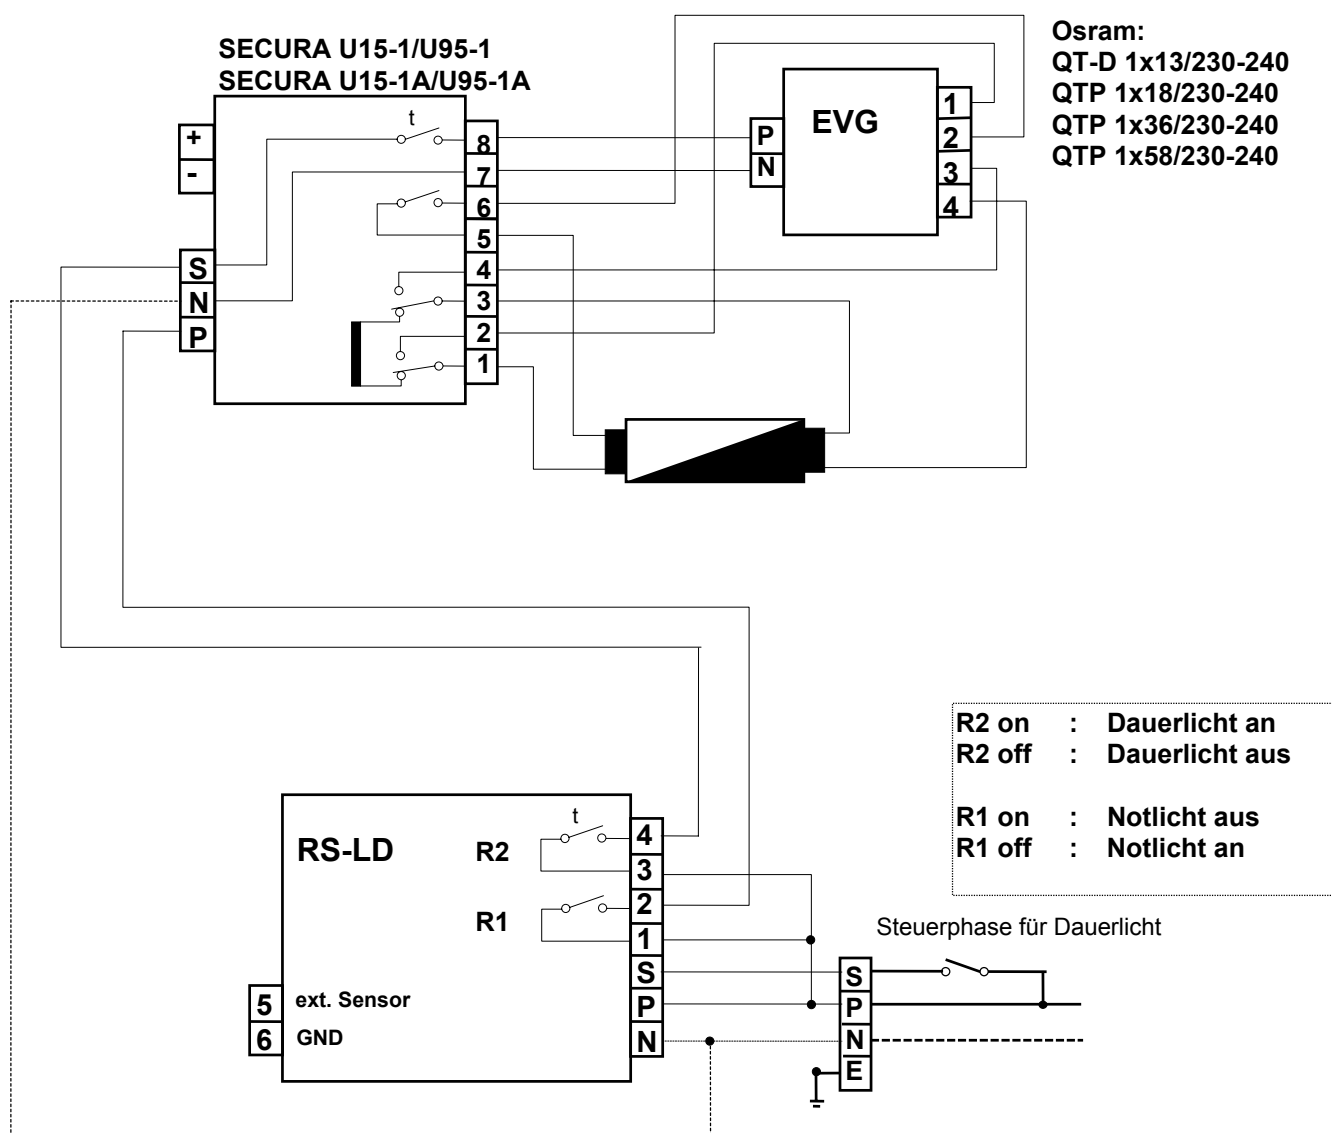 SECURA U15-1/U95-1
SECURA U15-1A/U95-1A
Osram:
QT-D 1x13/230-240
QTP 1x18/230-240
QTP 1x36/230-240
QTP 1x58/230-240
+
-
S
N
P
t
8
7
6
5
4
3
2
1
P
N
EVG
1
2
3
4
R2 on : Dauerlicht an
R2 off : Dauerlicht aus
R1 on : Notlicht aus
R1 off : Notlicht an
RS-LD
t
R2
R1
4
3
2
1
S
P
N
5 ext. Sensor
6 GND
Steuerphase für Dauerlicht
S
P
N
E